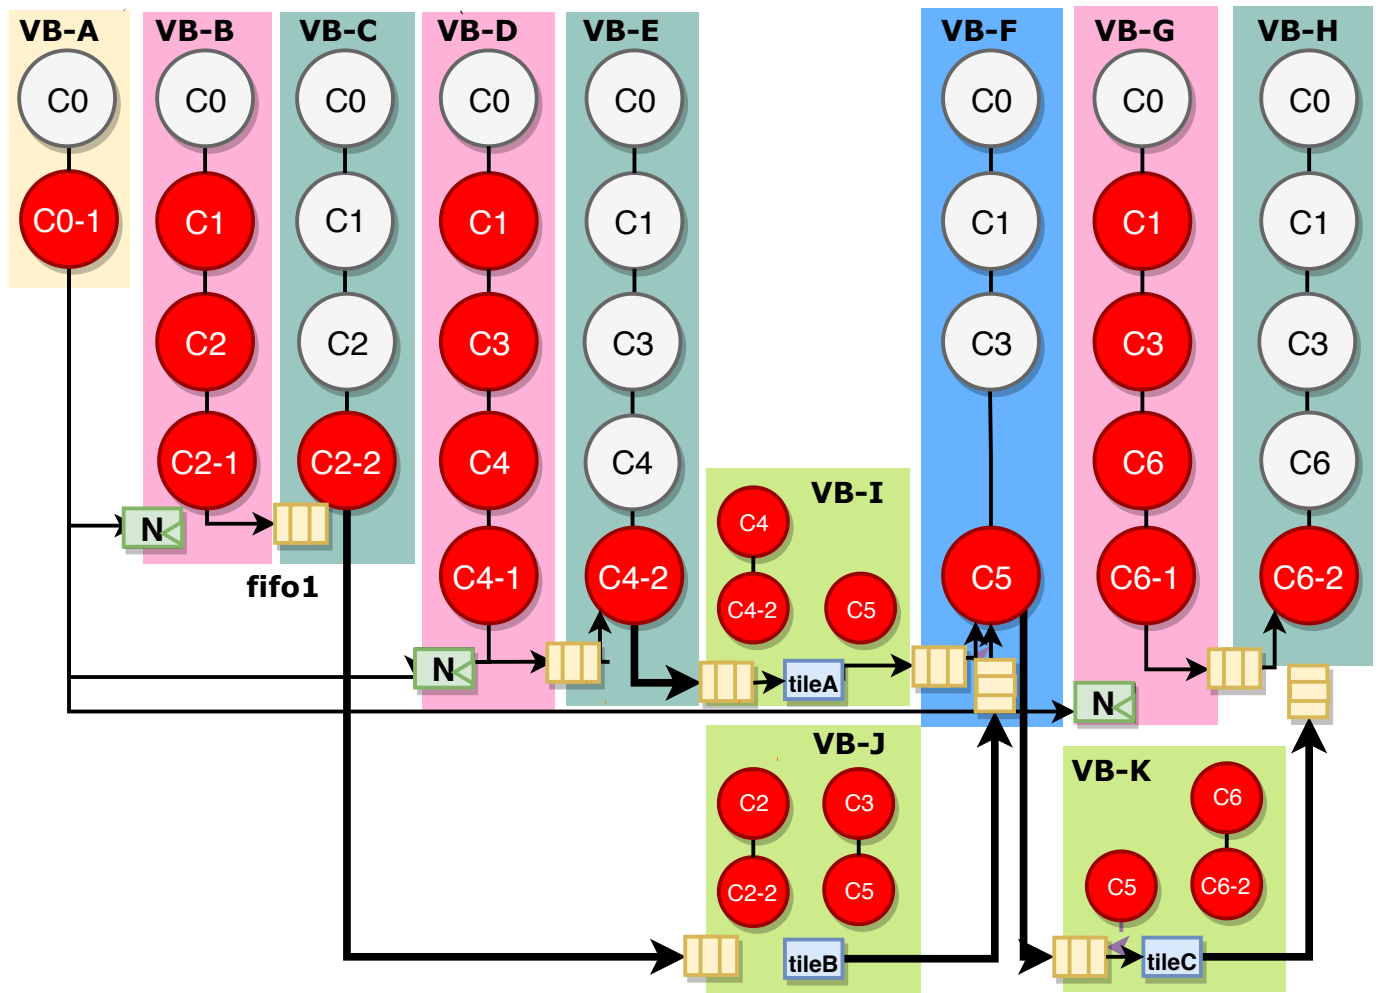 VB-A
VB-B
VB-C
VB-D
VB-E
VB-F
VB-G
VB-H
C0
C0
C0
C0
C0
C0
C0
C0
C0-1
C1
C1
C1
C1
C1
C1
C1
C2
C2
C3
C3
C3
C3
C3
C2-1
C2-2
C4
C4
C6
C6
VB-I
C4
N
fifo1
C4-1
C4-2
C4-2
C5
C5
C6-1
C6-2
N
tileA
N
VB-J
VB-K
C2
C3
C6
C2-2
C5
C5
C6-2
tileB
tileC